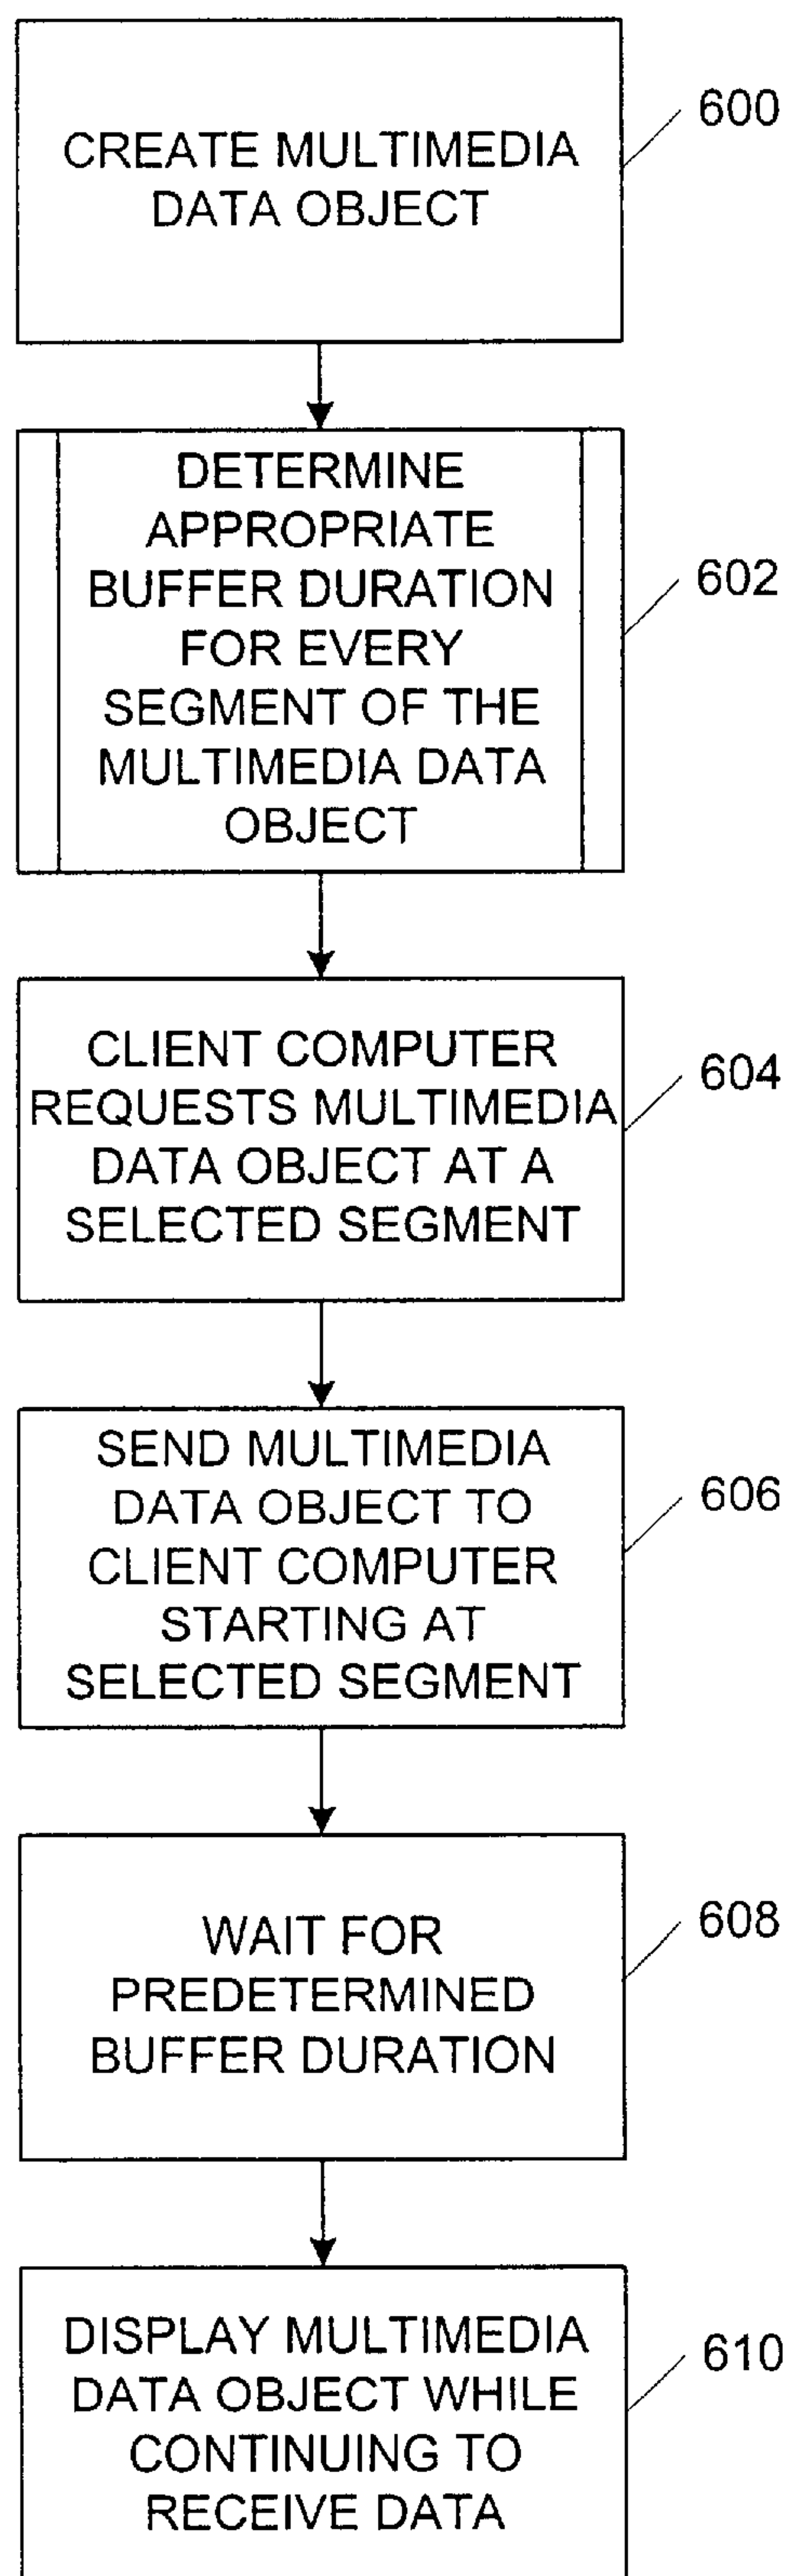 CREATE MULTIMEDIA
DATA OBJECT
600
DETERMINE
APPROPRIATE
BUFFER DURATION
FOR EVERY
SEGMENT OF THE
MULTIMEDIA DATA
OBJECT
602
CLIENT COMPUTER
REQUESTS MULTIMEDIA
DATA OBJECT AT A
SELECTED SEGMENT
604
SEND MULTIMEDIA
DATA OBJECT TO
CLIENT COMPUTER
STARTING AT
SELECTED SEGMENT
606
WAIT FOR
PREDETERMINED
BUFFER DURATION
608
DISPLAY MULTIMEDIA
DATA OBJECT WHILE
CONTINUING TO
RECEIVE DATA
610